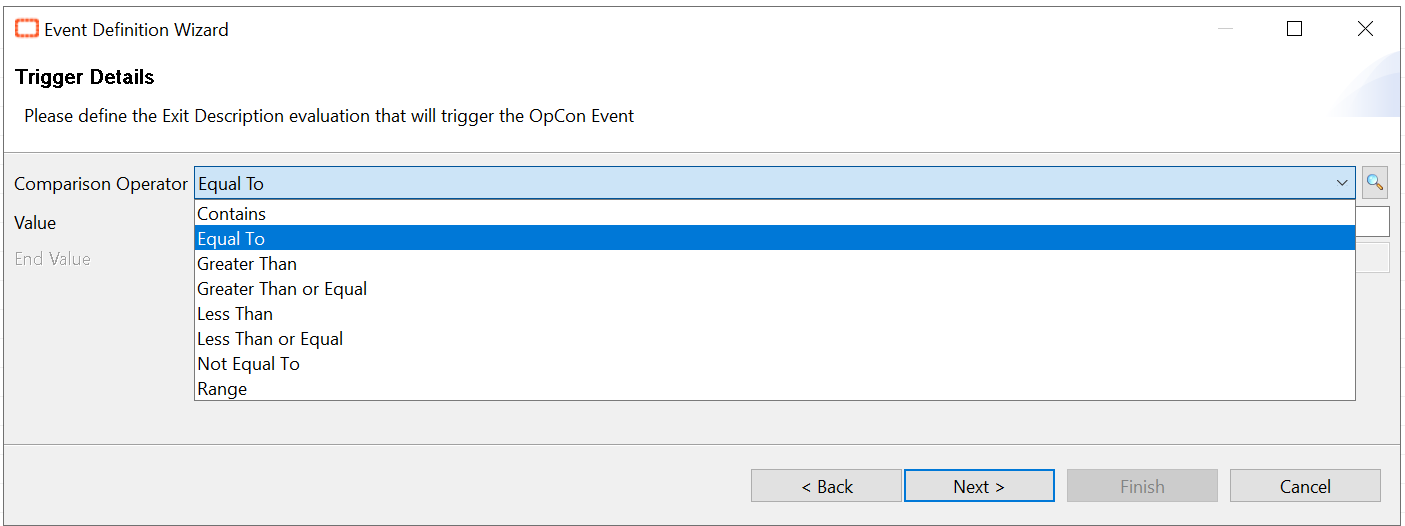 Event Definition Wizard
Trigger Details
Please define the Exit Description evaluation that will trigger the OpCon Event
Comparison Operator Equal To
Contains
Value
Equal To
End Value
Greater Than
Greater Than or Equal
Less Than
Less Than or Equal
Not Equal To
Range
< Back Next > Finish Cancel